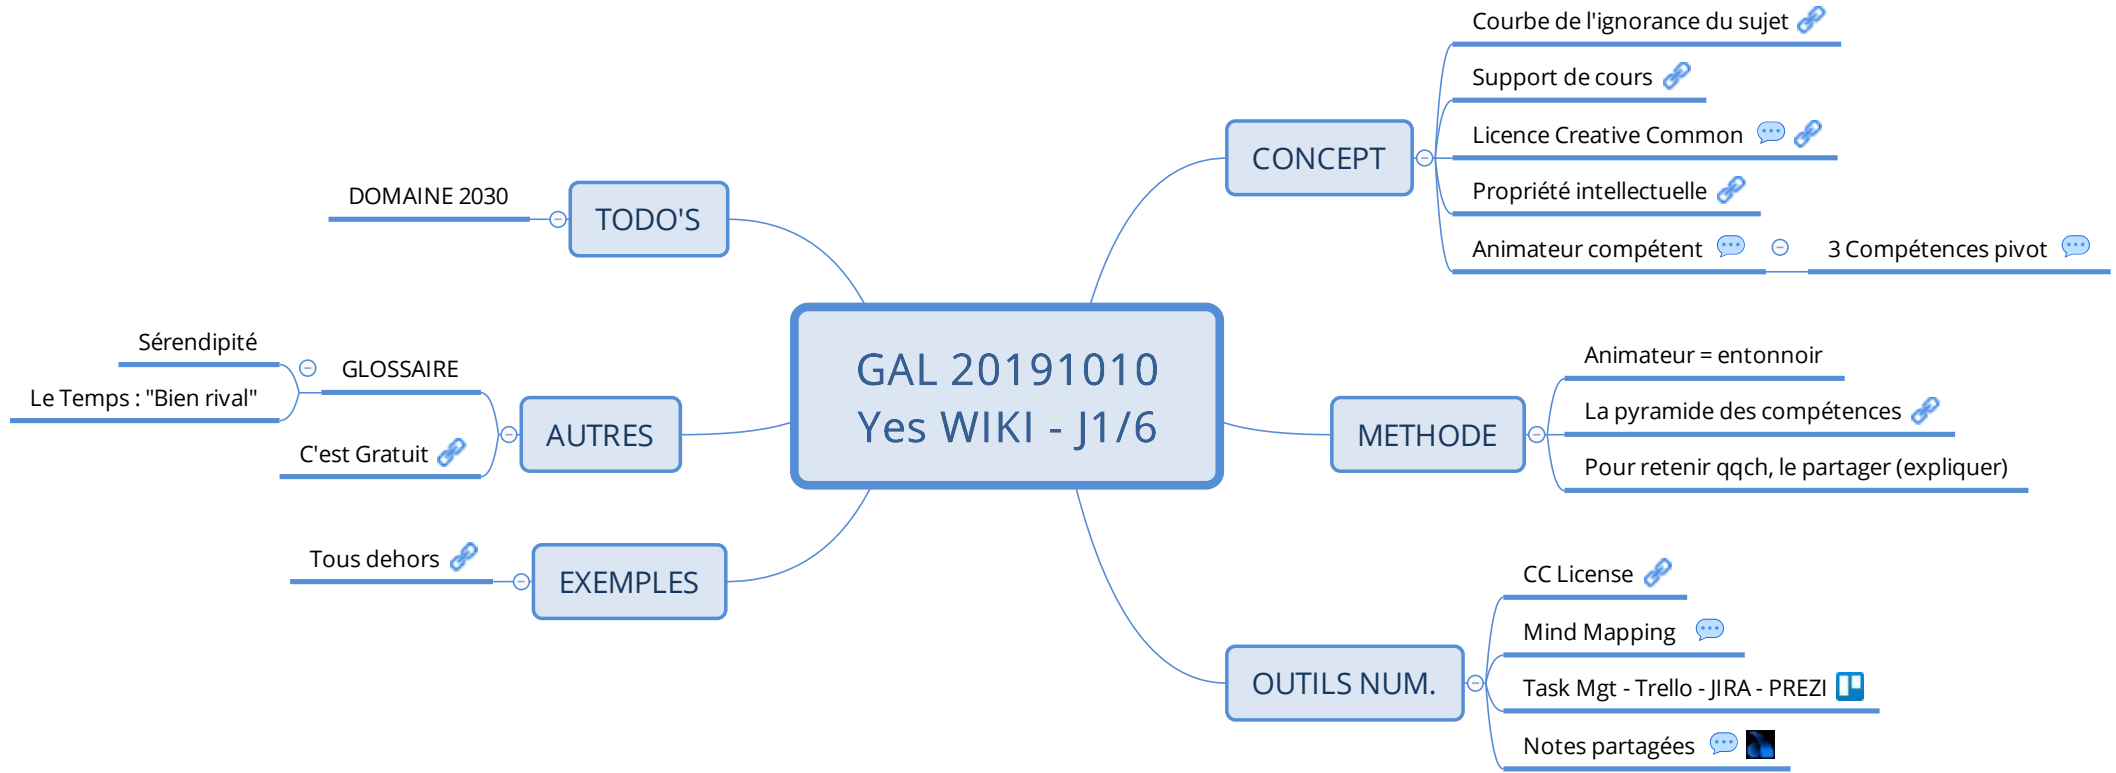 GAL 20191010
Yes WIKI - J1/6
CONCEPT
Courbe de l'ignorance du sujet
Support de cours
Licence Creative Common
Propriété intellectuelle
Animateur compétent
3 Compétences pivot
METHODE
Animateur = entonnoir
La pyramide des compétences
Pour retenir qqch, le partager (expliquer)
OUTILS NUM.
CC License
Mind Mapping
Task Mgt - Trello - JIRA - PREZI
Notes partagées
TODO'S
DOMAINE 2030
AUTRES
GLOSSAIRE
Sérendipité
Le Temps : "Bien rival"
C'est Gratuit
EXEMPLES
Tous dehors